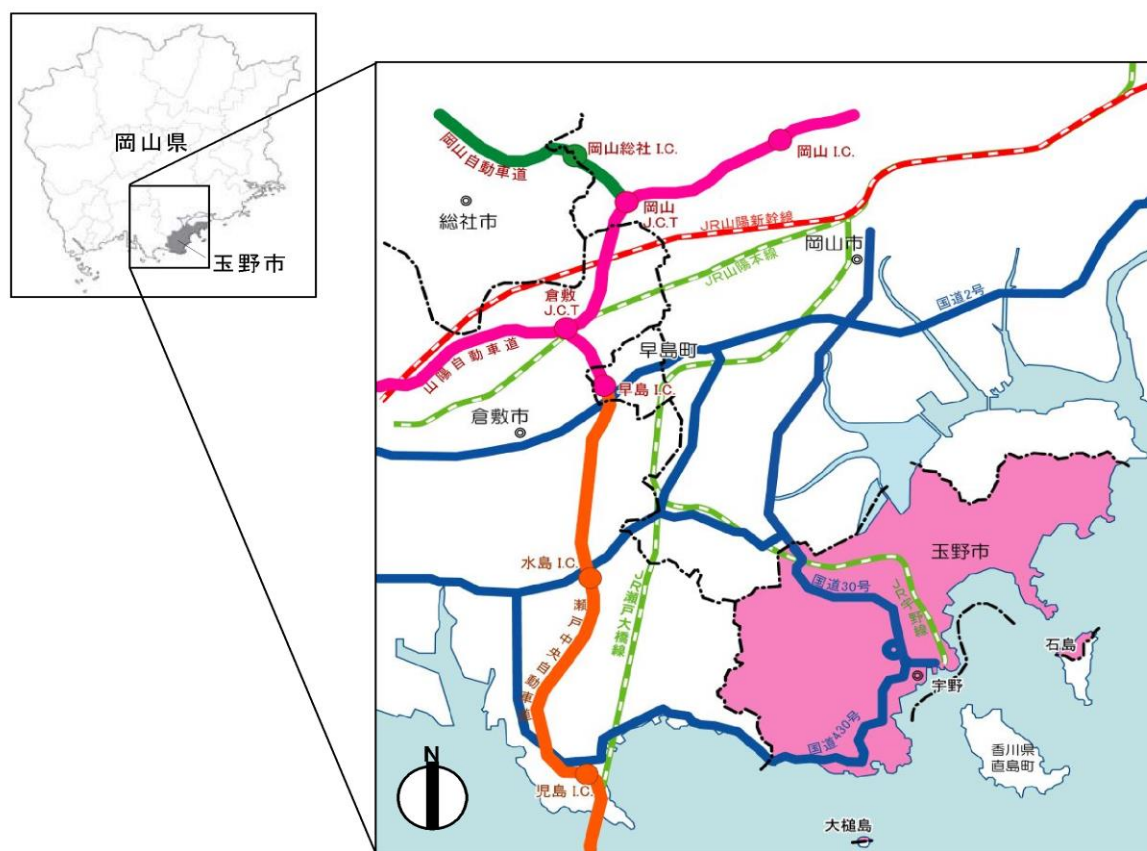 岡山県
玉野市
岡山自動車道
岡山総社 I.C.
岡山 I.C.
総社市
岡山
J.C.T
JR山陽新幹線
岡山市
JR山陽本線
倉敷
J.C.T
国道2号
山陽自動車道
早島町
早島 I.C.
倉敷市
玉野市
水島 I.C.
国道30号
JR宇野線
瀬戸中央自動車道
JR瀬戸大橋線
石島
宇野
国道430号
香川県
直島町
N
児島 I.C.
大槌島